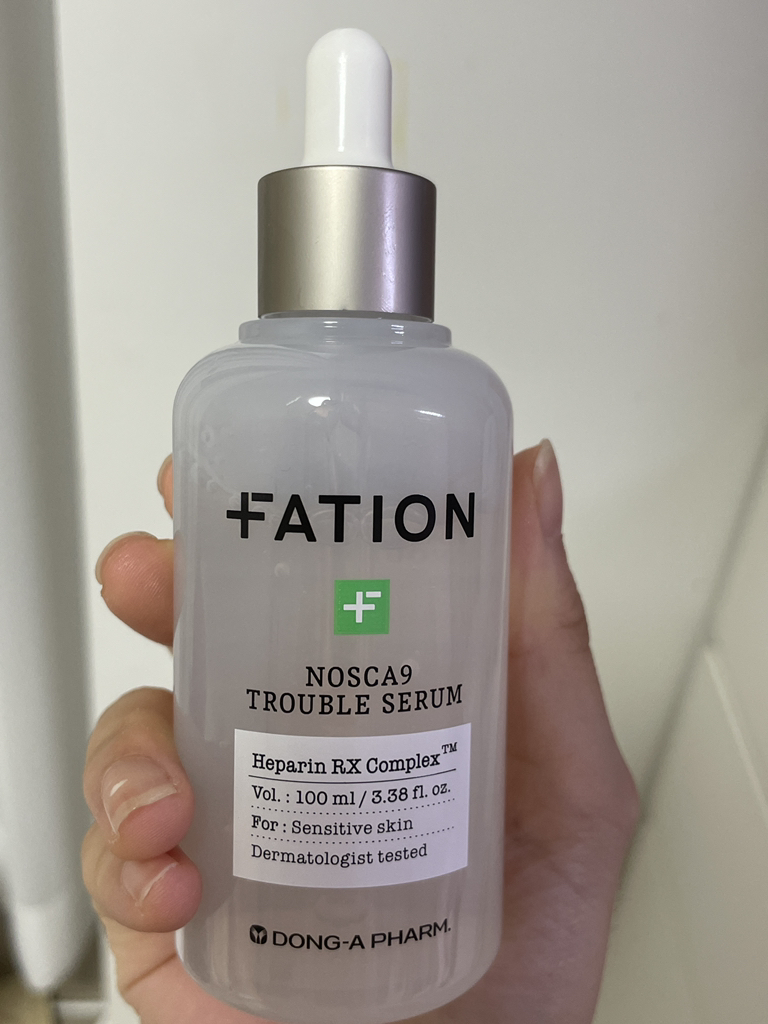 FATION
NOSCA9
TROUBLE SERUM
Heparin RX Complex™
Vol. : 100 ml / 3.38 fl. oz.
For : Sensitive skin
Dermatologist tested
DONG-A PHARM.